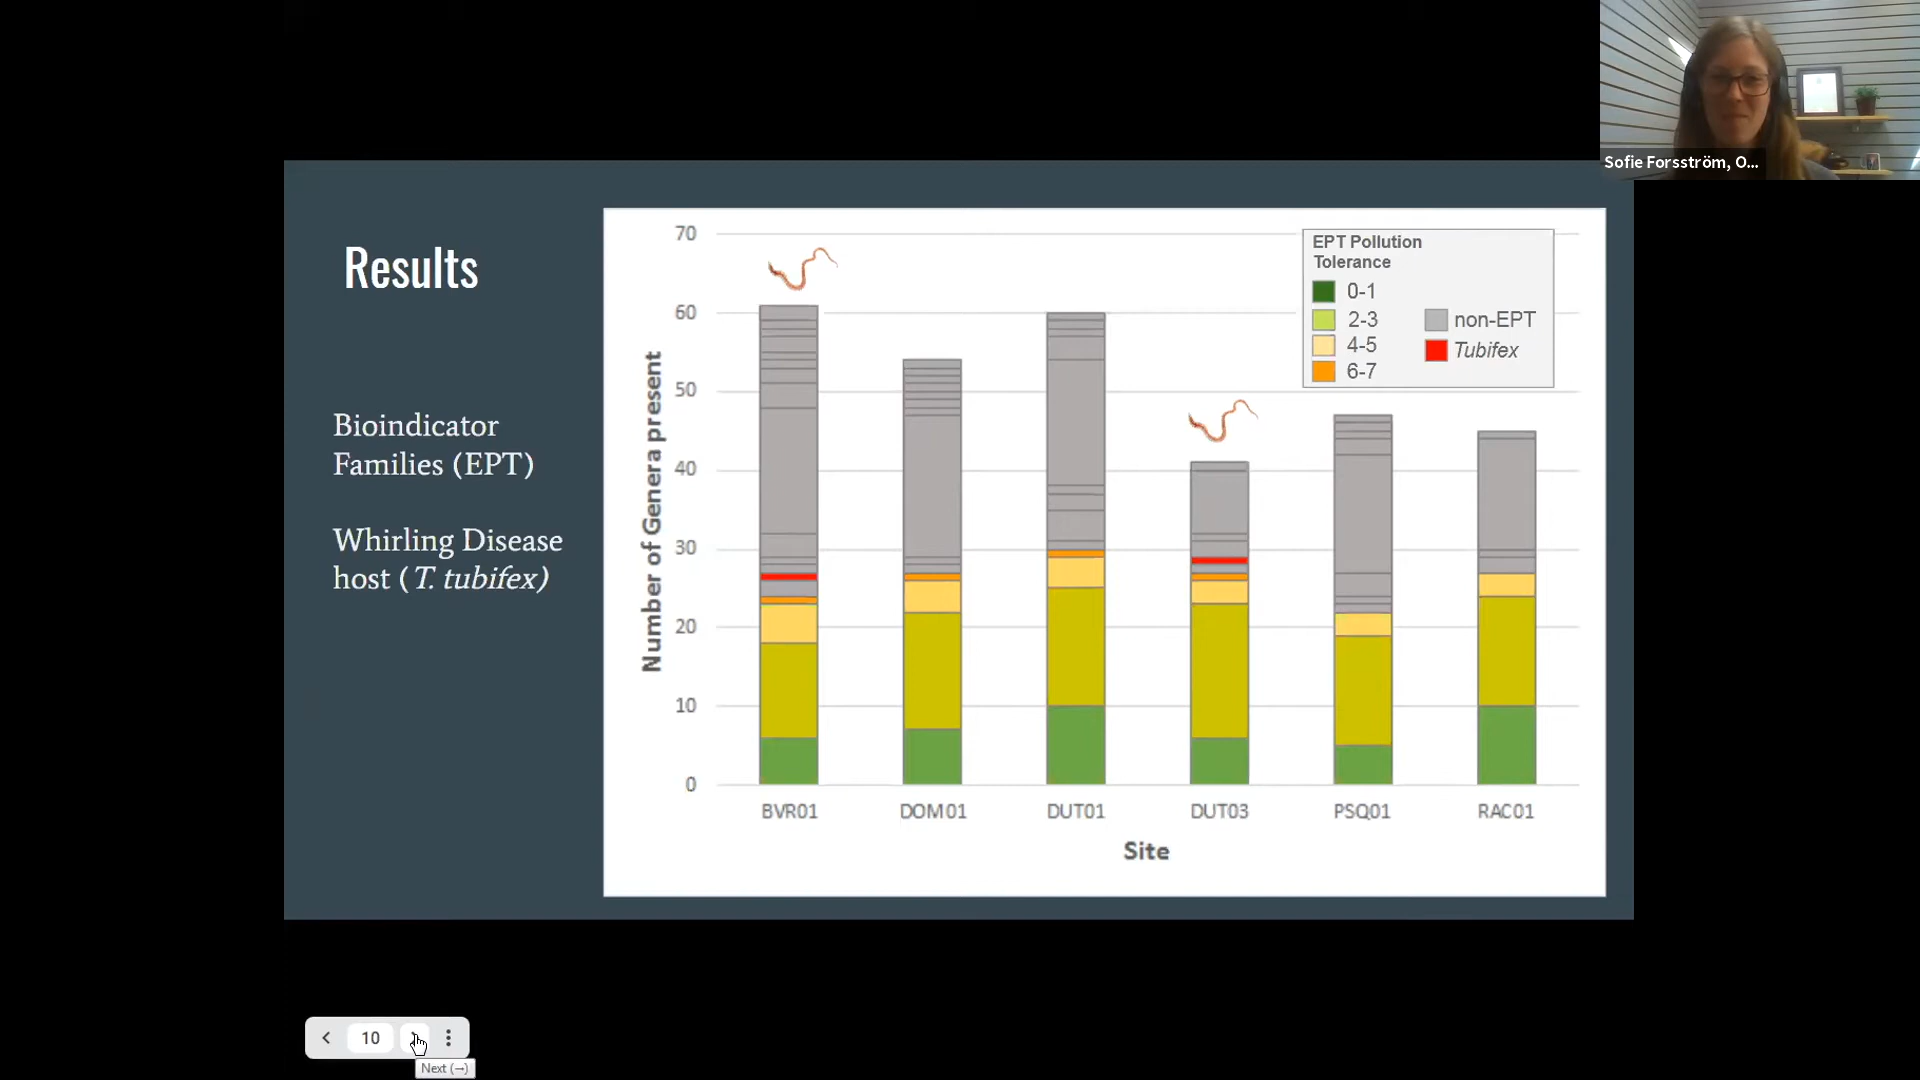 Sofie Forsström, O...
Results
Bioindicator
Families (EPT)
Whirling Disease
host (T. tubifex)
Number of Genera present
70
60
50
40
30
20
10
0
EPT Pollution
Tolerance
0-1
2-3
4-5
6-7
non-EPT
Tubifex
BVR01 DOM01 DUT01 DUT03 PSQ01 RAC01
Site
10
Next (→)